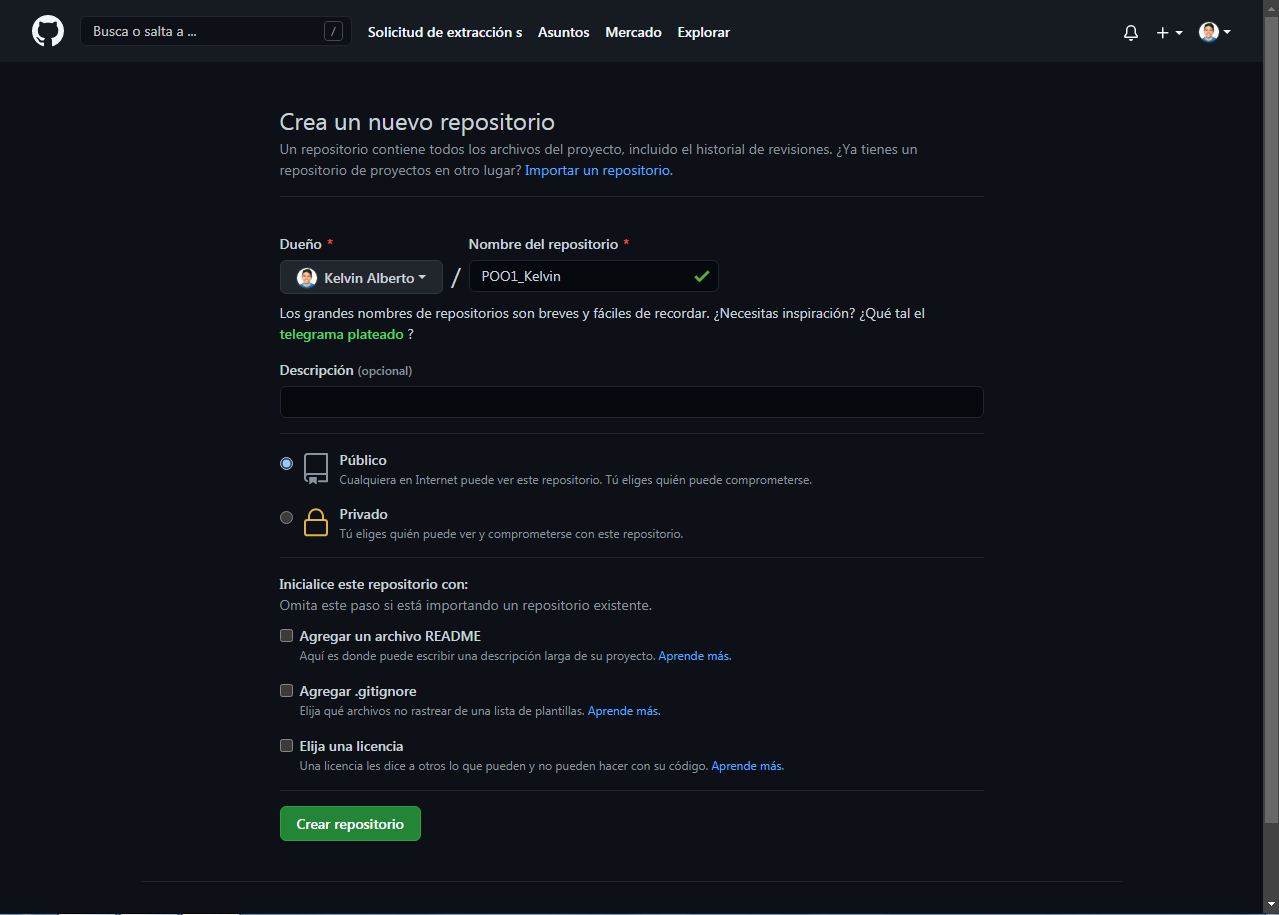 Busca o salta a ... / Solicitud de extracción s Asuntos Mercado Explorar
Crea un nuevo repositorio
Un repositorio contiene todos los archivos del proyecto, incluido el historial de revisiones. ¿Ya tienes un
repositorio de proyectos en otro lugar? Importar un repositorio.
Dueño * Nombre del repositorio *
Kelvin Alberto / POO1_Kelvin
Los grandes nombres de repositorios son breves y fáciles de recordar. ¿Necesitas inspiración? ¿Qué tal el
telegrama plateado ?
Descripción (opcional)
Público
Cualquiera en Internet puede ver este repositorio. Tú eliges quién puede comprometerse.
Privado
Tú eliges quién puede ver y comprometerse con este repositorio.
Inicialice este repositorio con:
Omita este paso si está importando un repositorio existente.
Agregar un archivo README
Aquí es donde puede escribir una descripción larga de su proyecto. Aprende más.
Agregar .gitignore
Elija qué archivos no rastrear de una lista de plantillas. Aprende más.
Elija una licencia
Una licencia les dice a otros lo que pueden y no pueden hacer con su código. Aprende más.
Crear repositorio